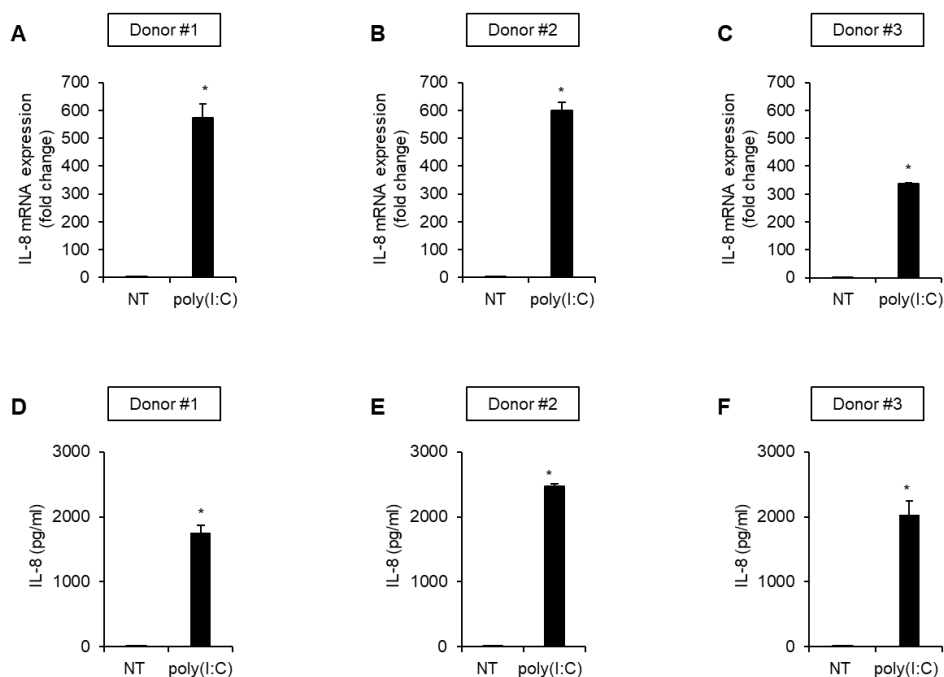 A
Donor #1
IL-8 mRNA expression
(fold change)
700
600
500
400
300
200
100
0
*
NT
poly(I:C)
B
Donor #2
IL-8 mRNA expression
(fold change)
700
600
500
400
300
200
100
0
*
NT
poly(I:C)
C
Donor #3
IL-8 mRNA expression
(fold change)
700
600
500
400
300
200
100
0
*
NT
poly(I:C)
D
Donor #1
IL-8 (pg/ml)
3000
2000
1000
0
*
NT
poly(I:C)
E
Donor #2
IL-8 (pg/ml)
3000
2000
1000
0
*
NT
poly(I:C)
F
Donor #3
IL-8 (pg/ml)
3000
2000
1000
0
*
NT
poly(I:C)